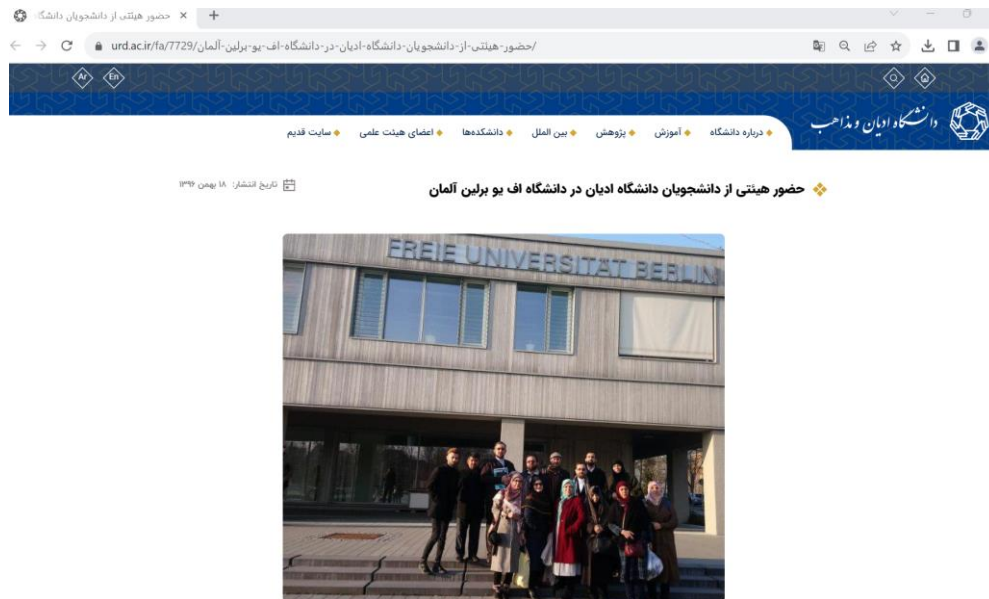 حضور هیئتی از دانشجویان دانشگاه
urd.ac.ir/fa/7729/حضور-هیئتی-از-دانشجویان-دانشگاه-ادیان-در-دانشگاه-اف-یو-برلین-آلمان/
Ar En
دانشگاه ادیان و مذاهب
درباره دانشگاه آموزش پژوهش بین الملل دانشکده‌ها اعضای هیئت علمی سایت قدیم
حضور هیئتی از دانشجویان دانشگاه ادیان در دانشگاه اف یو برلین آلمان
تاریخ انتشار: ۱۸ بهمن ۱۳۹۶
FREIE UNIVERSITÄT BERLIN